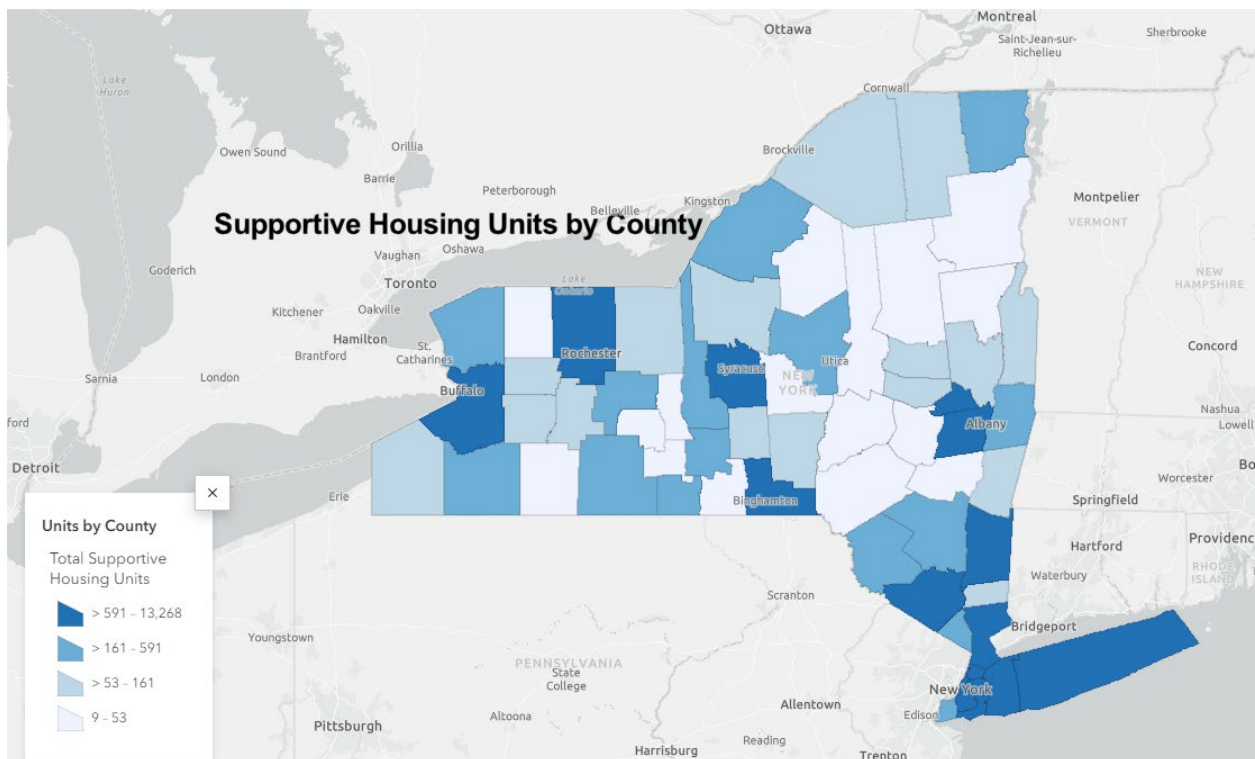 Montreal
Ottawa
Saint-Jean-sur-
Richelieu
Sherbrooke
Lake
Huron
Cornwall
Owen Sound
Orillia
Brockville
Barrie
Peterborough
Montpelier
Belleville
Kingston
VERMONT
Supportive Housing Units by County
Vaughan
Oshawa
Goderich
Toronto
Lake
Ontario
NEW
HAMPSHIRE
Kitchener
Oakville
Hamilton
St.
Catharines
Brantford
Rochester
Syracuse
Utica
Concord
London
Sarnia
NEW
YORK
Buffalo
Albany
Nashua
Lowell
ford
Detroit
Bo
Erie
Binghamton
Springfield
Worcester
Units by County
Total Supportive
Housing Units
> 591 - 13,268
> 161 - 591
> 53 - 161
9 - 53
Hartford
Providenc
RHODE
ISLAND
Waterbury
Scranton
Bridgeport
Youngstown
PENNSYLVANIA
State
College
New York
Allentown
Edison
Altoona
Pittsburgh
Reading
Harrisburg
Trenton